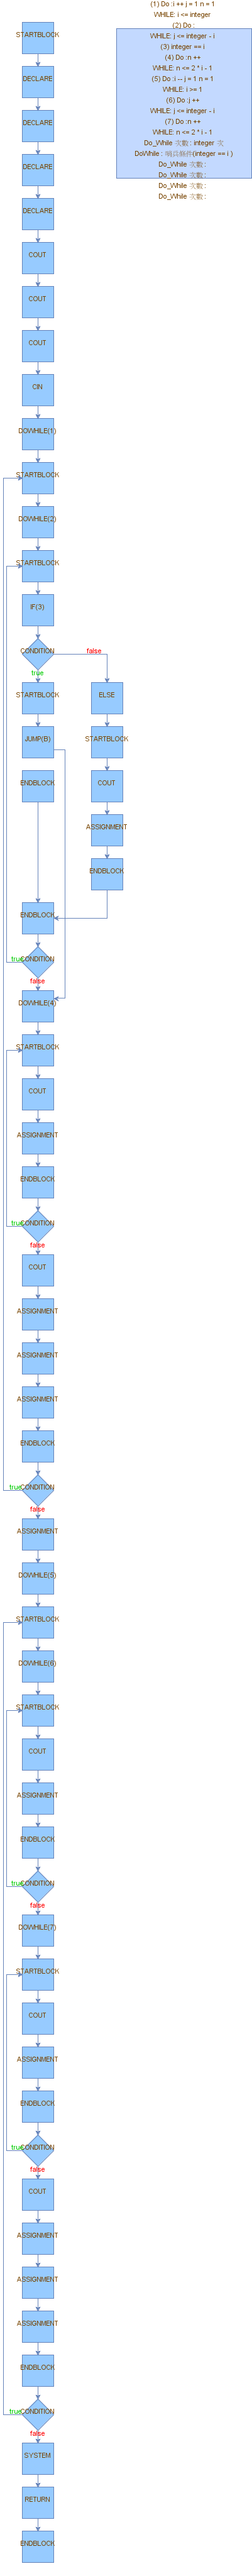 (1) Do :i ++ j = 1 n = 1
WHILE: i <= integer
(2) Do :
WHILE: j <= integer - i
(3) integer == i
(4) Do :n ++
WHILE: n <= 2 * i - 1
(5) Do :i -- j = 1 n = 1
WHILE: i >= 1
(6) Do :j ++
WHILE: j <= integer - i
(7) Do :n ++
WHILE: n <= 2 * i - 1
Do_While 次數 : integer 次
DoWhile : 條件(integer == i )
Do_While 次數 :
Do_While 次數 :
Do_While 次數 :
Do_While 次數 :
STARTBLOCK
DECLARE
DECLARE
DECLARE
DECLARE
COUT
COUT
COUT
CIN
DOWHILE(1)
STARTBLOCK
DOWHILE(2)
STARTBLOCK
IF(3)
CONDITION
false
true
STARTBLOCK
ELSE
JUMP(B)
STARTBLOCK
ENDBLOCK
COUT
ASSIGNMENT
ENDBLOCK
ENDBLOCK
true
CONDITION
false
DOWHILE(4)
STARTBLOCK
COUT
ASSIGNMENT
ENDBLOCK
true
CONDITION
false
COUT
ASSIGNMENT
ASSIGNMENT
ASSIGNMENT
ENDBLOCK
true
CONDITION
false
ASSIGNMENT
DOWHILE(5)
STARTBLOCK
DOWHILE(6)
STARTBLOCK
COUT
ASSIGNMENT
ENDBLOCK
true
CONDITION
false
DOWHILE(7)
STARTBLOCK
COUT
ASSIGNMENT
ENDBLOCK
true
CONDITION
false
COUT
ASSIGNMENT
ASSIGNMENT
ASSIGNMENT
ENDBLOCK
true
CONDITION
false
SYSTEM
RETURN
ENDBLOCK